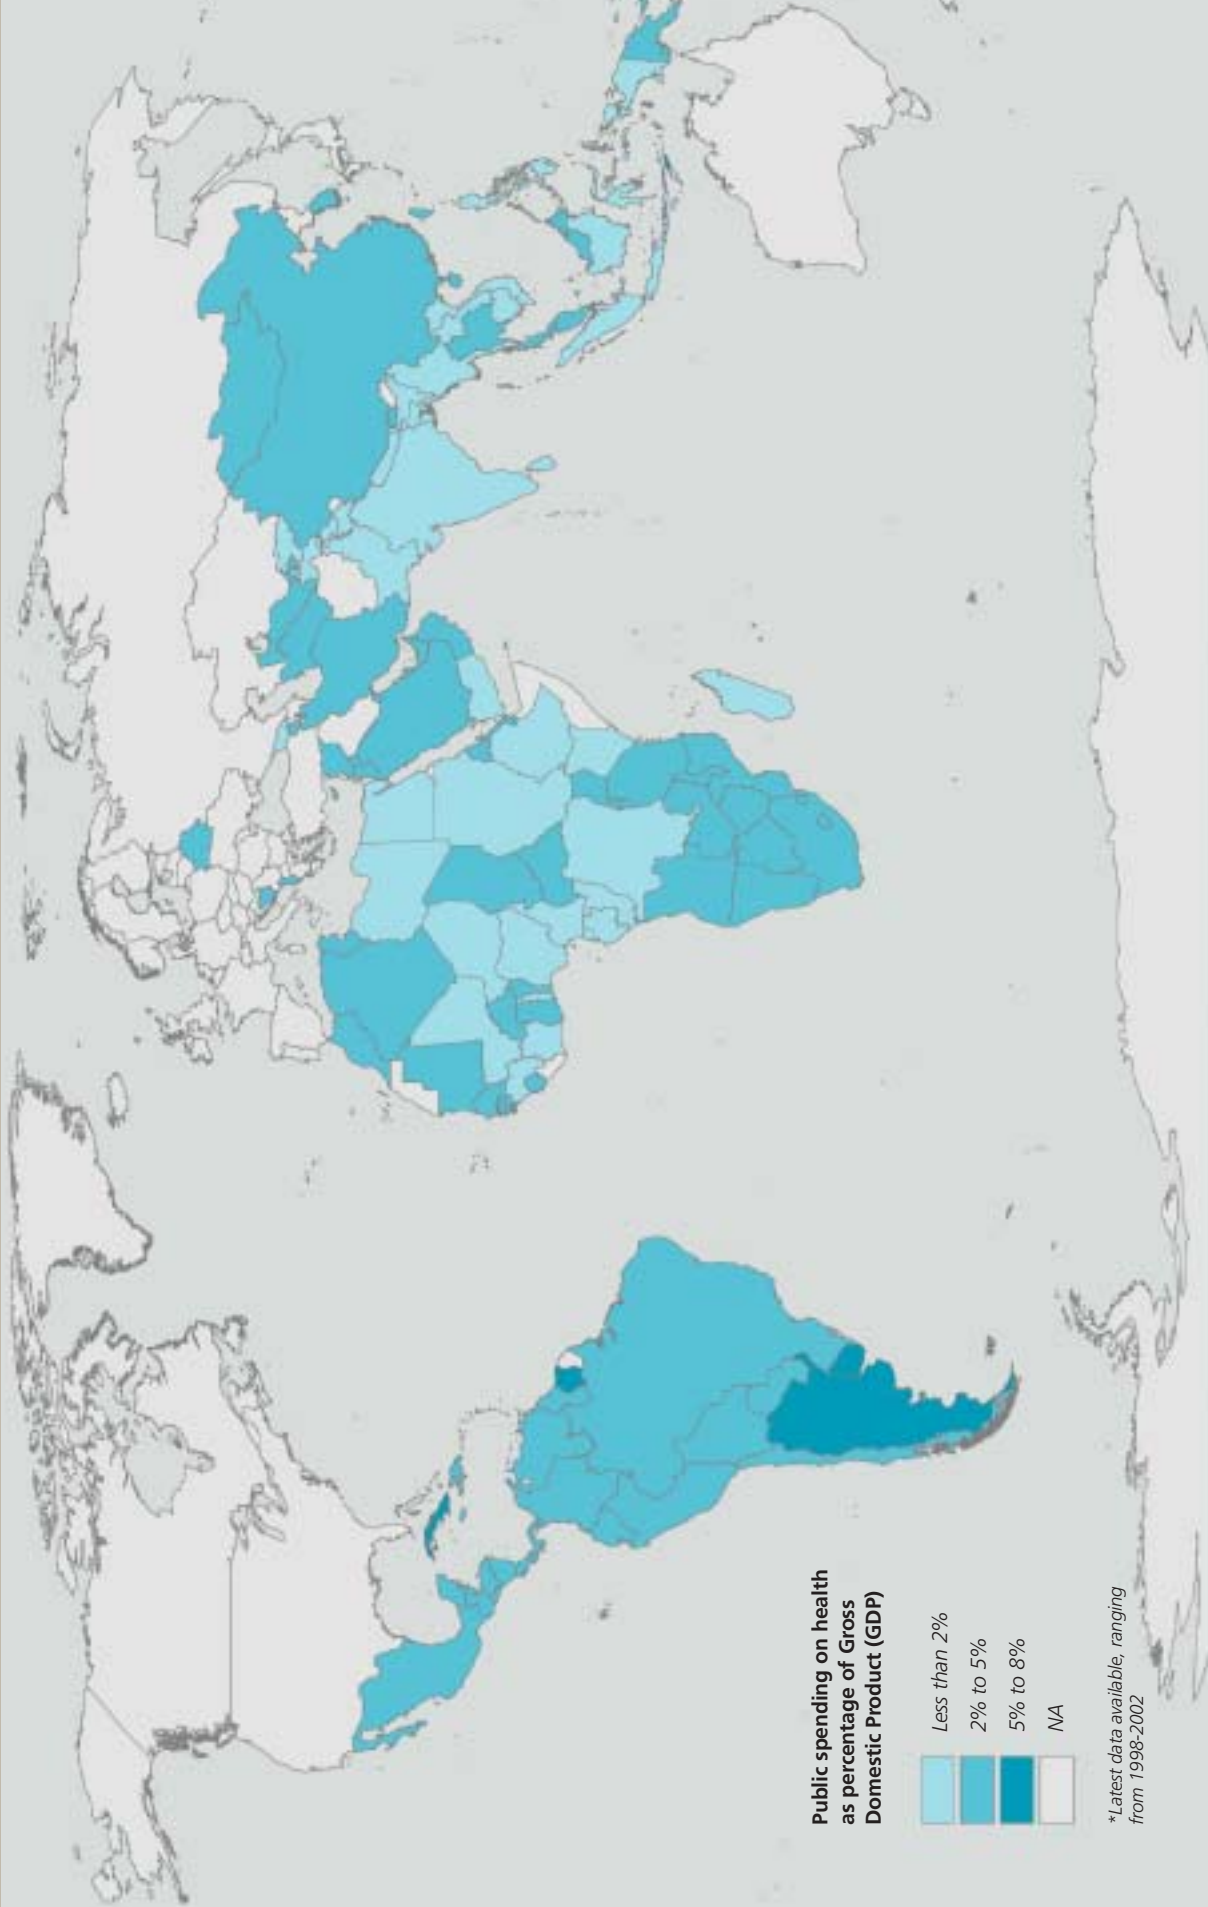 Public spending on health
as percentage of Gross
Domestic Product (GDP)
Less than 2%
2% to 5%
5% to 8%
NA
*Latest data available, ranging
from 1998-2002